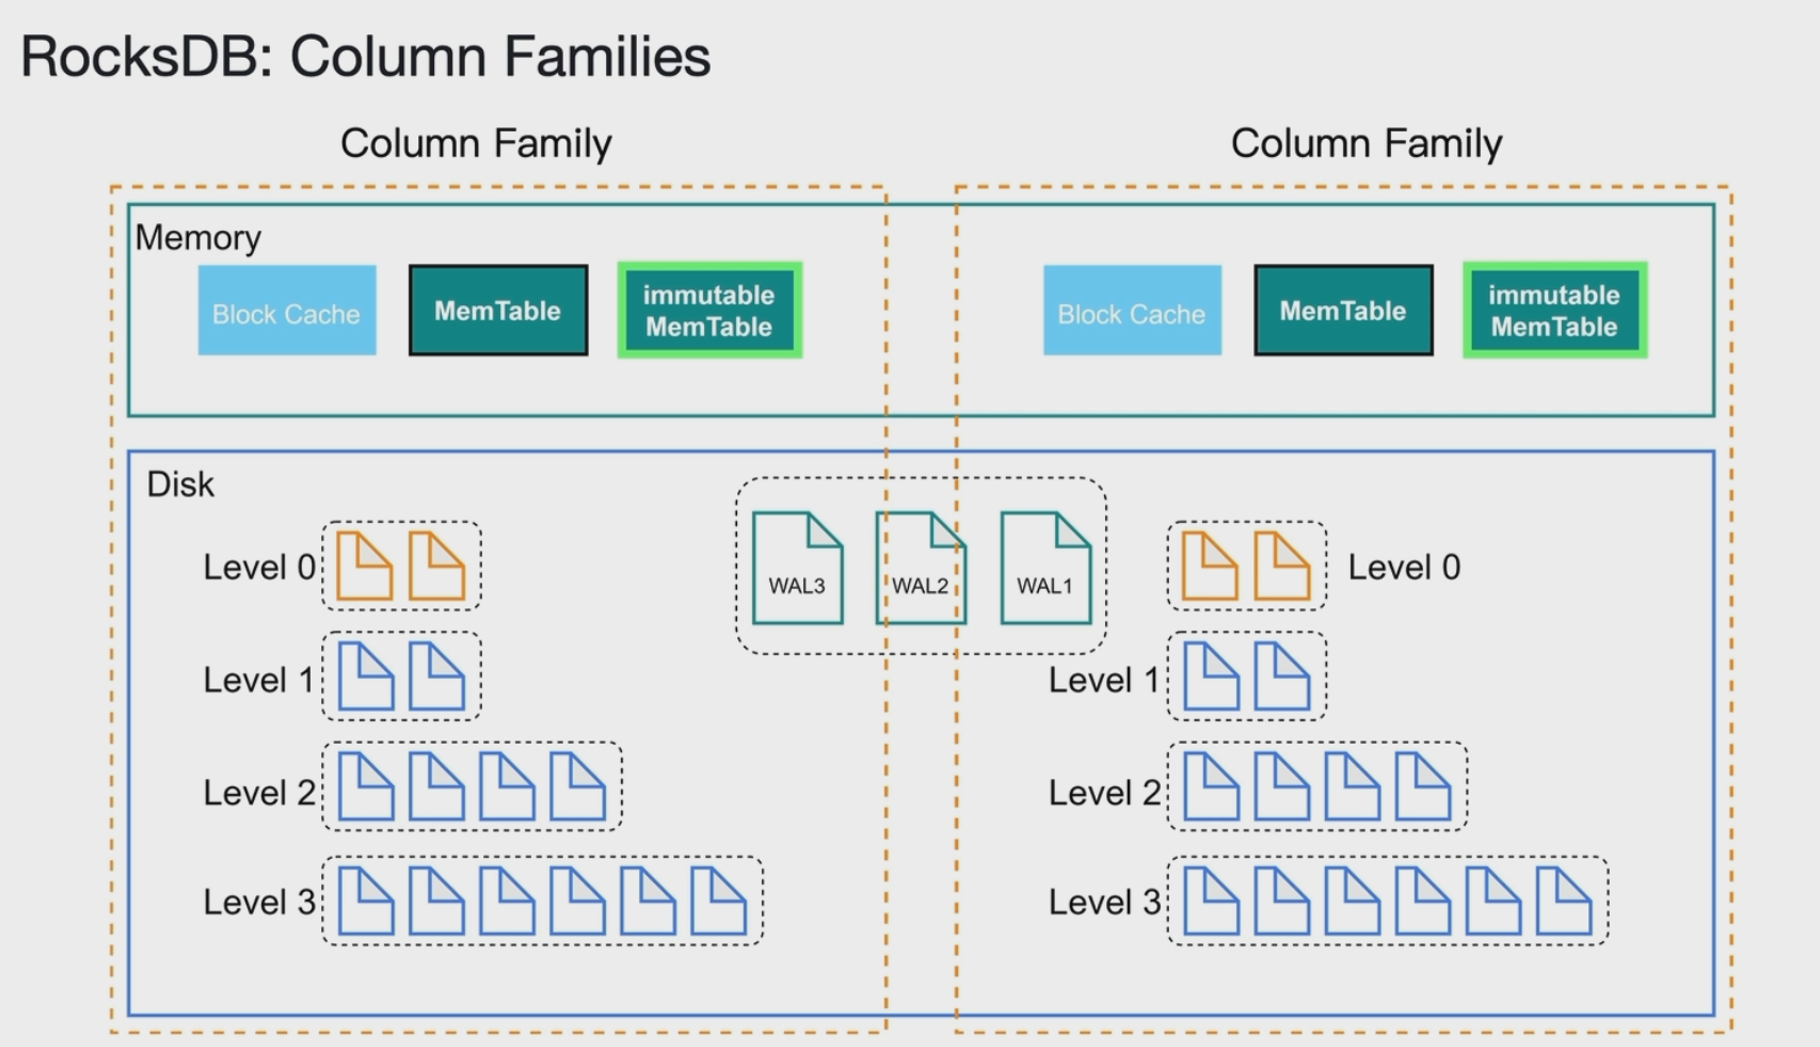 RocksDB: Column Families
Column Family
Column Family
Memory
Block Cache
MemTable
immutable
MemTable
Block Cache
MemTable
immutable
MemTable
Disk
Level 0
WAL3
WAL2
WAL1
Level 0
Level 1
Level 1
Level 2
Level 2
Level 3
Level 3